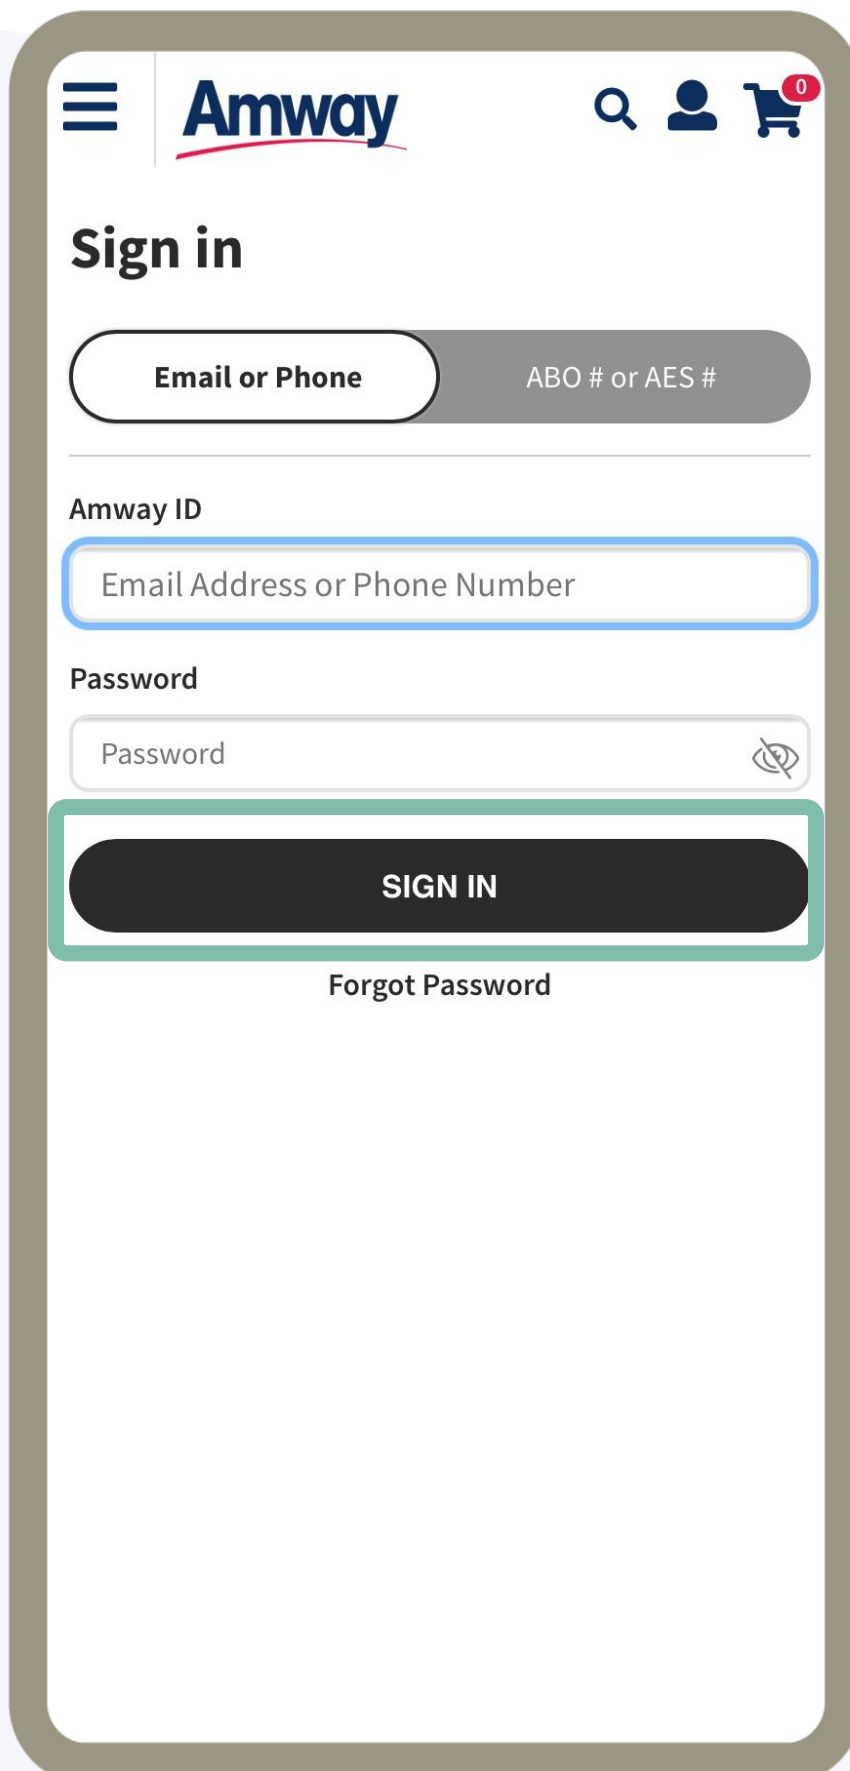 Amway
0
Sign in
Email or Phone
ABO # or AES #
Amway ID
Email Address or Phone Number
Password
Password
SIGN IN
Forgot Password